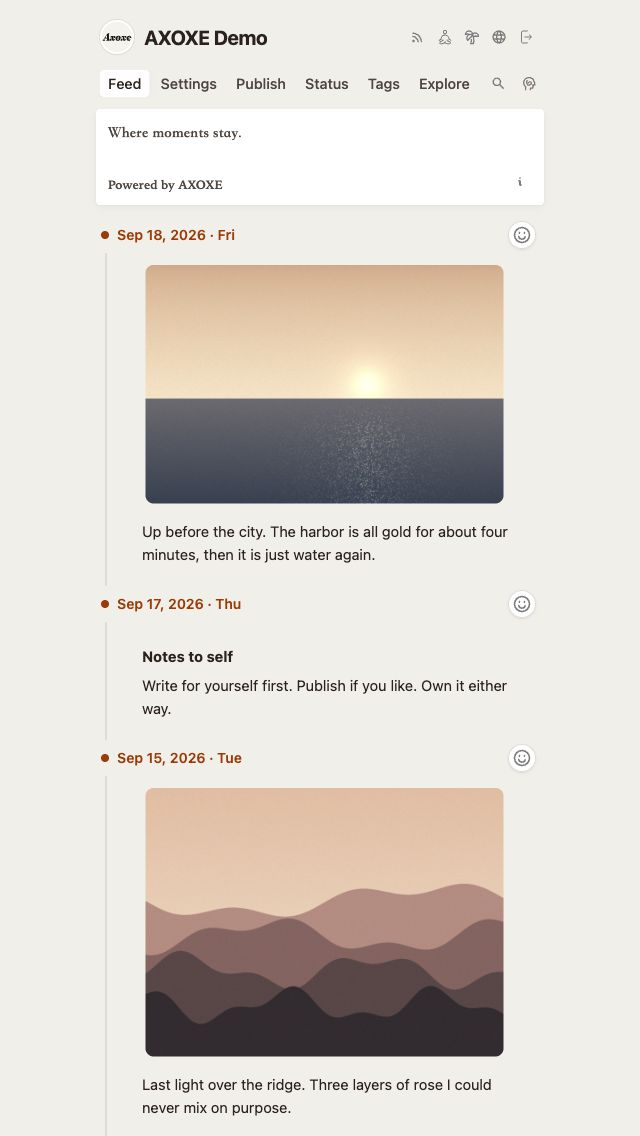 Axoxe
AXOXE Demo
Feed Settings Publish Status Tags Explore
Where moments stay.
Powered by AXOXE
i
Sep 18, 2026 · Fri
Up before the city. The harbor is all gold for about four
minutes, then it is just water again.
Sep 17, 2026 · Thu
Notes to self
Write for yourself first. Publish if you like. Own it either
way.
Sep 15, 2026 · Tue
Last light over the ridge. Three layers of rose I could
never mix on purpose.